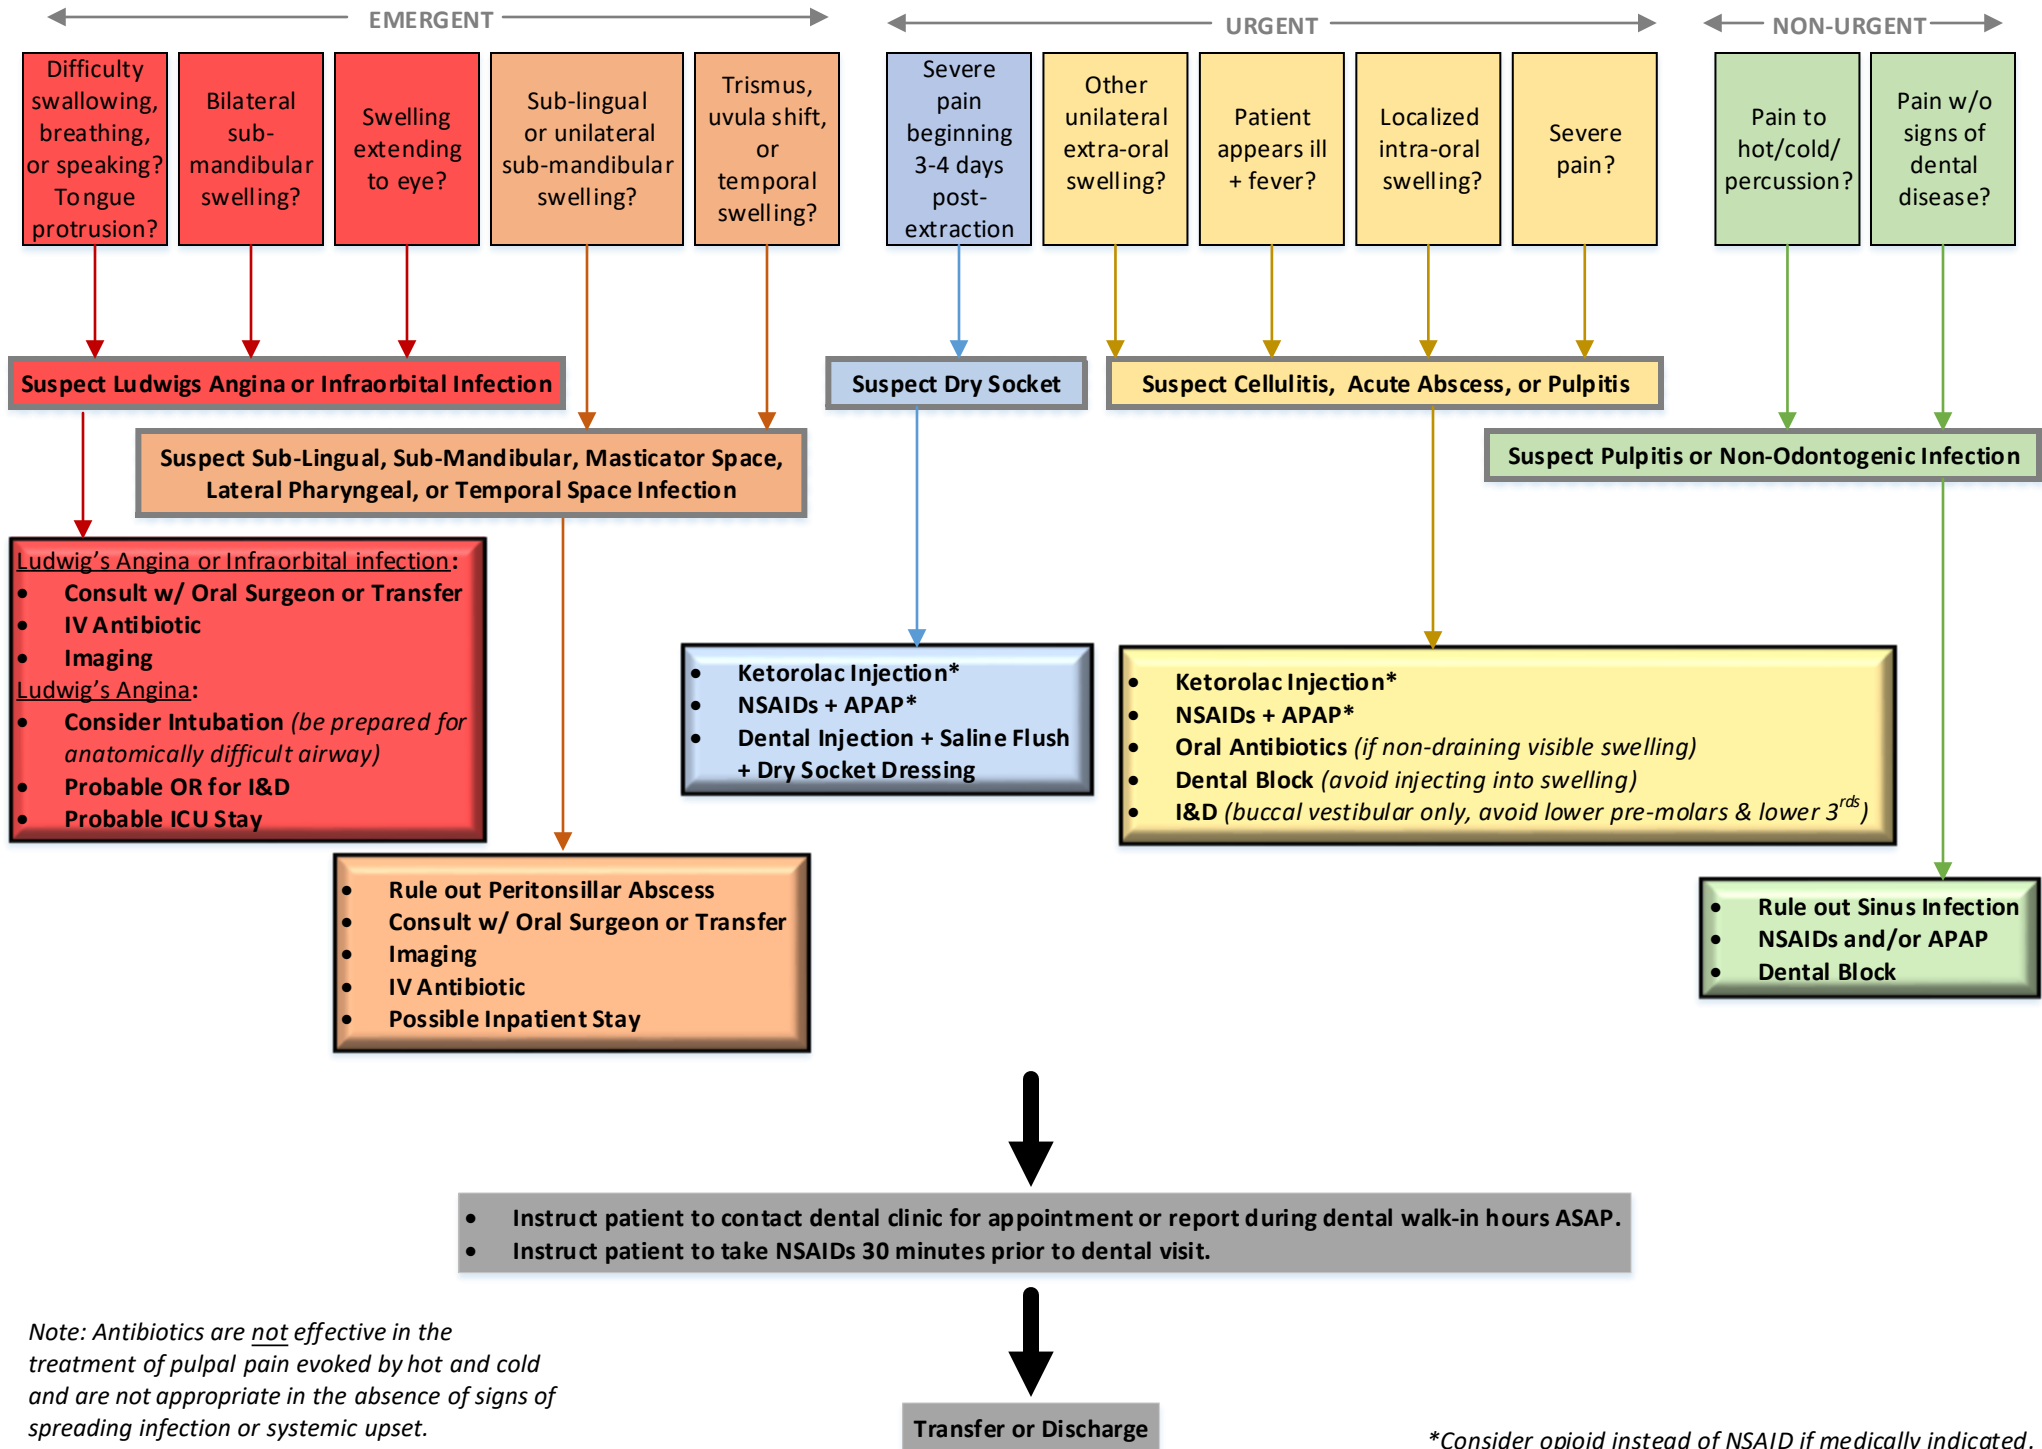 EMERGENT
URGENT
NON-URGENT
Difficulty
swallowing,
breathing,
or speaking?
Tongue
protrusion?
Bilateral
sub-
mandibular
swelling?
Swelling
extending
to eye?
Sub-lingual
or unilateral
sub-mandibular
swelling?
Trismus,
uvula shift,
or
temporal
swelling?
Severe
pain
beginning
3-4 days
post-
extraction
Other
unilateral
extra-oral
swelling?
Patient
appears ill
+ fever?
Localized
intra-oral
swelling?
Severe
pain?
Pain to
hot/cold/
percussion?
Pain w/o
signs of
dental
disease?
Suspect Ludwigs Angina or Infraorbital Infection
Suspect Dry Socket
Suspect Cellulitis, Acute Abscess, or Pulpitis
Suspect Sub-Lingual, Sub-Mandibular, Masticator Space,
Lateral Pharyngeal, or Temporal Space Infection
Suspect Pulpitis or Non-Odontogenic Infection
Ludwig's Angina or Infraorbital infection:
• Consult w/ Oral Surgeon or Transfer
• IV Antibiotic
• Imaging
Ludwig's Angina:
• Consider Intubation (be prepared for
anatomically difficult airway)
• Probable OR for I&D
• Probable ICU Stay
• Ketorolac Injection*
• NSAIDs + APAP*
• Dental Injection + Saline Flush
+ Dry Socket Dressing
• Ketorolac Injection*
• NSAIDs + APAP*
• Oral Antibiotics (if non-draining visible swelling)
• Dental Block (avoid injecting into swelling)
• I&D (buccal vestibular only, avoid lower pre-molars & lower 3rds)
• Rule out Peritonsillar Abscess
• Consult w/ Oral Surgeon or Transfer
• Imaging
• IV Antibiotic
• Possible Inpatient Stay
• Rule out Sinus Infection
• NSAIDs and/or APAP
• Dental Block
• Instruct patient to contact dental clinic for appointment or report during dental walk-in hours ASAP.
• Instruct patient to take NSAIDs 30 minutes prior to dental visit.
Note: Antibiotics are not effective in the
treatment of pulpal pain evoked by hot and cold
and are not appropriate in the absence of signs of
spreading infection or systemic upset.
Transfer or Discharge
*Consider opioid instead of NSAID if medically indicated.